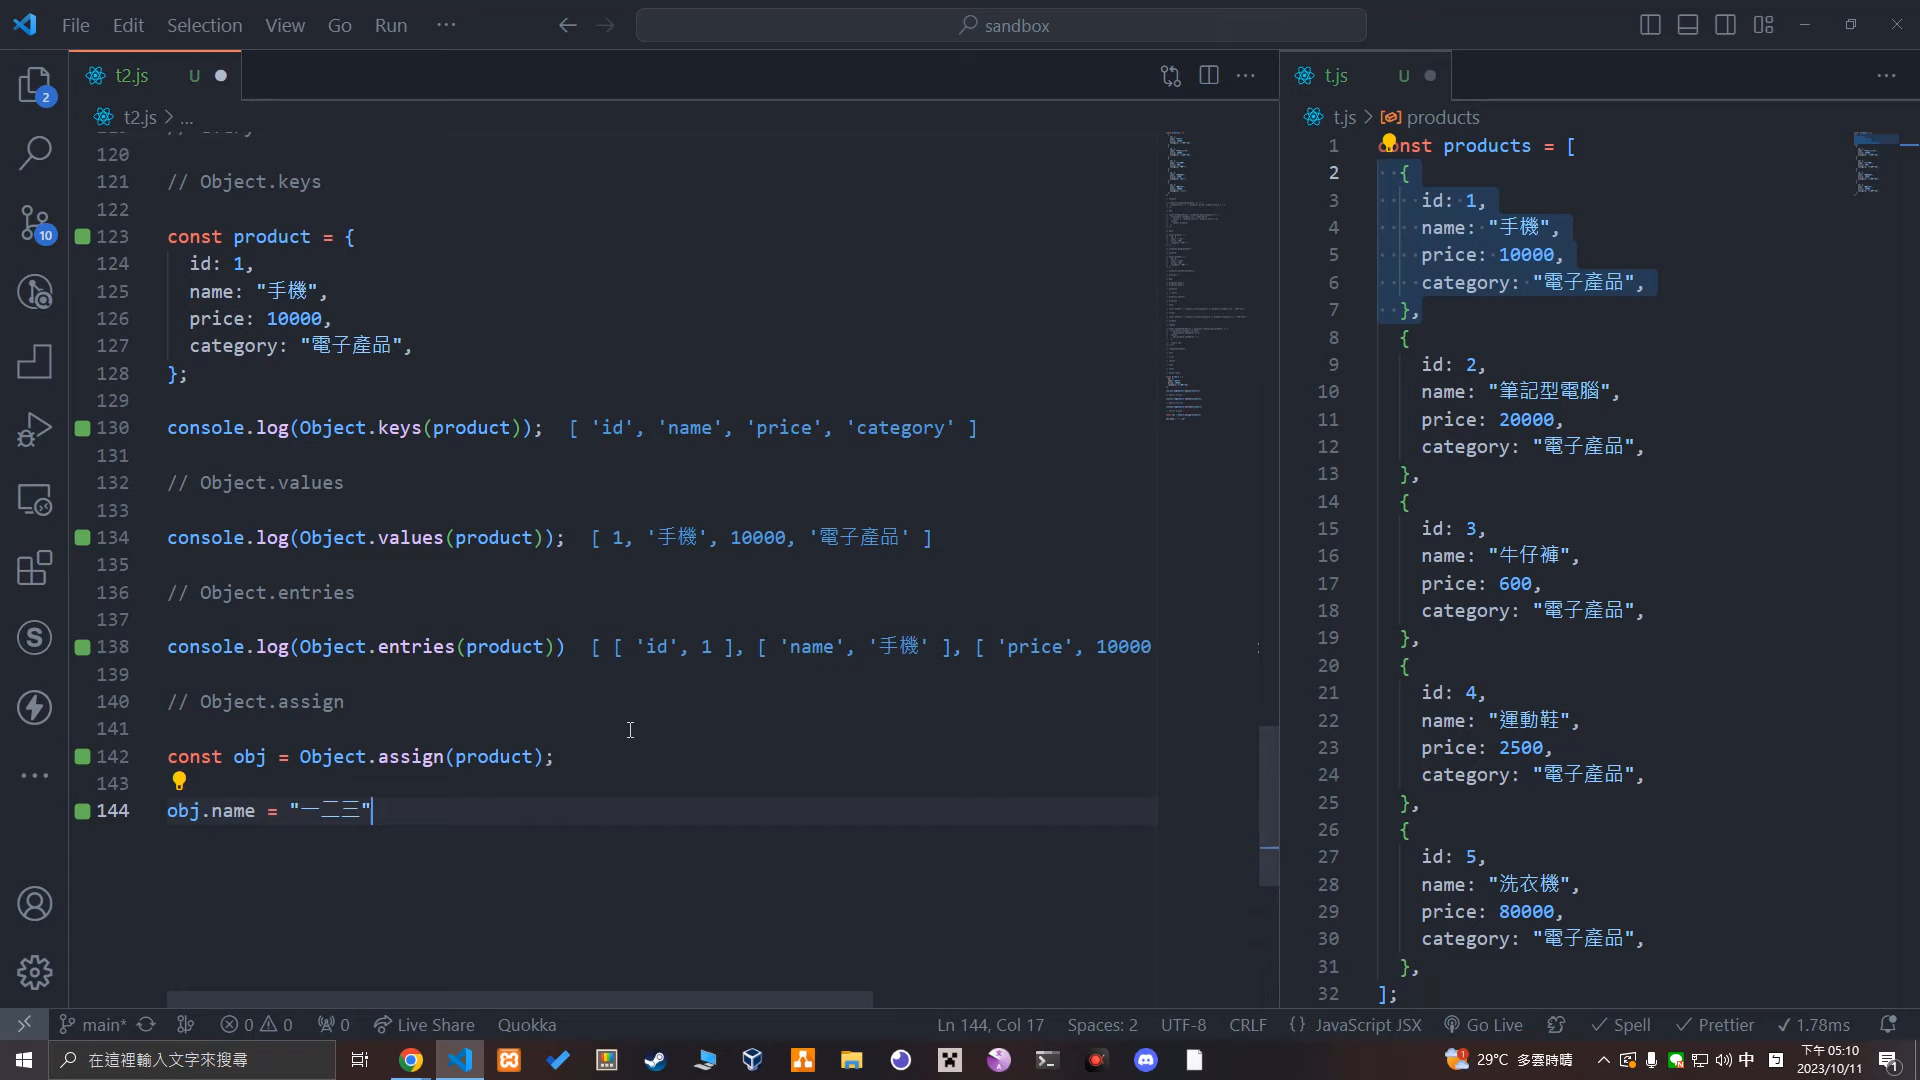 File Edit Selection View Go Run ··· sandbox
t2.js U
t2.js > ...
120
121 // Object.keys
122
123 const product = {
124 id: 1,
125 name: "手機",
126 price: 10000,
127 category: "電子產品",
128 };
129
130 console.log(Object.keys(product)); [ 'id', 'name', 'price', 'category' ]
131
132 // Object.values
133
134 console.log(Object.values(product)); [ 1, '手機', 10000, '電子產品' ]
135
136 // Object.entries
137
138 console.log(Object.entries(product)) [ [ 'id', 1 ], [ 'name', '手機' ], [ 'price', 10000
139
140 // Object.assign
141
142 const obj = Object.assign(product);
143
144 obj.name = "一二三"
t.js U
t.js > products
1 const products = [
2 {
3 id: 1,
4 name: "手機",
5 price: 10000,
6 category: "電子產品",
7 },
8 {
9 id: 2,
10 name: "筆記型電腦",
11 price: 20000,
12 category: "電子產品",
13 },
14 {
15 id: 3,
16 name: "牛仔褲",
17 price: 600,
18 category: "電子產品",
19 },
20 {
21 id: 4,
22 name: "運動鞋",
23 price: 2500,
24 category: "電子產品",
25 },
26 {
27 id: 5,
28 name: "洗衣機",
29 price: 80000,
30 category: "電子產品",
31 },
32 ];
2
10
main* 0 0 0 Live Share Quokka Ln 144, Col 17 Spaces: 2 UTF-8 CRLF {} JavaScript JSX Go Live Spell Prettier 1.78ms
在這裡輸入文字來搜尋 29°C 多雲時晴 中 下午 05:10
2023/10/11